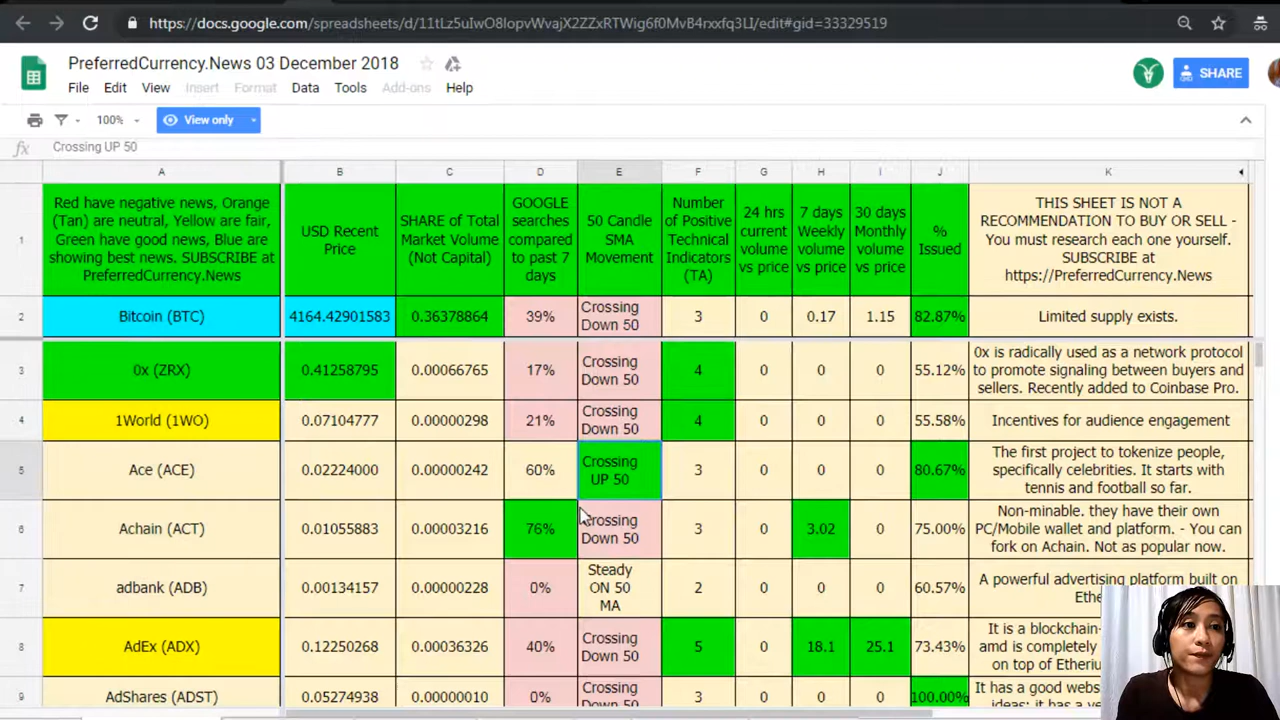 https://docs.google.com/spreadsheets/d/11tLz5uIwO8IopvWvajX2ZZxRTWig6f0MvB4rxxfq3LI/edit#gid=33329519
PreferredCurrency.News 03 December 2018
File Edit View Insert Format Data Tools Add-ons Help
SHARE
100% View only
fx Crossing UP 50
A B C D E F G H I J K
1
Red have negative news, Orange
(Tan) are neutral, Yellow are fair,
Green have good news, Blue are
showing best news. SUBSCRIBE at
PreferredCurrency.News
USD Recent
Price
SHARE of Total
Market Volume
(Not Capital)
GOOGLE
searches
compared
to past 7
days
50 Candle
SMA
Movement
Number
of Positive
Technical
Indicators
(TA)
24 hrs
current
volume
vs price
7 days
Weekly
volume
vs price
30 days
Monthly
volume
vs price
%
Issued
THIS SHEET IS NOT A
RECOMMENDATION TO BUY OR SELL -
You must research each one yourself.
SUBSCRIBE at
https://PreferredCurrency.News
2 Bitcoin (BTC) 4164.42901583 0.36378864 39%
Crossing
Down 50
3 0 0.17 1.15 82.87% Limited supply exists.
3 0x (ZRX) 0.41258795 0.00066765 17%
Crossing
Down 50
4 0 0 0 55.12%
0x is radically used as a network protocol
to promote signaling between buyers and
sellers. Recently added to Coinbase Pro.
4 1World (1WO) 0.07104777 0.00000298 21%
Crossing
Down 50
4 0 0 0 55.58% Incentives for audience engagement
5 Ace (ACE) 0.02224000 0.00000242 60%
Crossing
UP 50
3 0 0 0 80.67%
The first project to tokenize people,
specifically celebrities. It starts with
tennis and football so far.
6 Achain (ACT) 0.01055883 0.00003216 76%
Crossing
Down 50
3 0 3.02 0 75.00%
Non-minable. they have their own
PC/Mobile wallet and platform. - You can
fork on Achain. Not as popular now.
7 adbank (ADB) 0.00134157 0.00000228 0%
Steady
ON 50
MA
2 0 0 0 60.57%
A powerful advertising platform built on
8 AdEx (ADX) 0.12250268 0.00036326 40%
Crossing
Down 50
5 0 18.1 25.1 73.43%
It is a blockchain-
amd is completely
on top of Etherium
9 AdShares (ADST) 0.05274938 0.00000010 0%
Crossing
Down 50
3 0 0 0 100.00%
It has a good webs